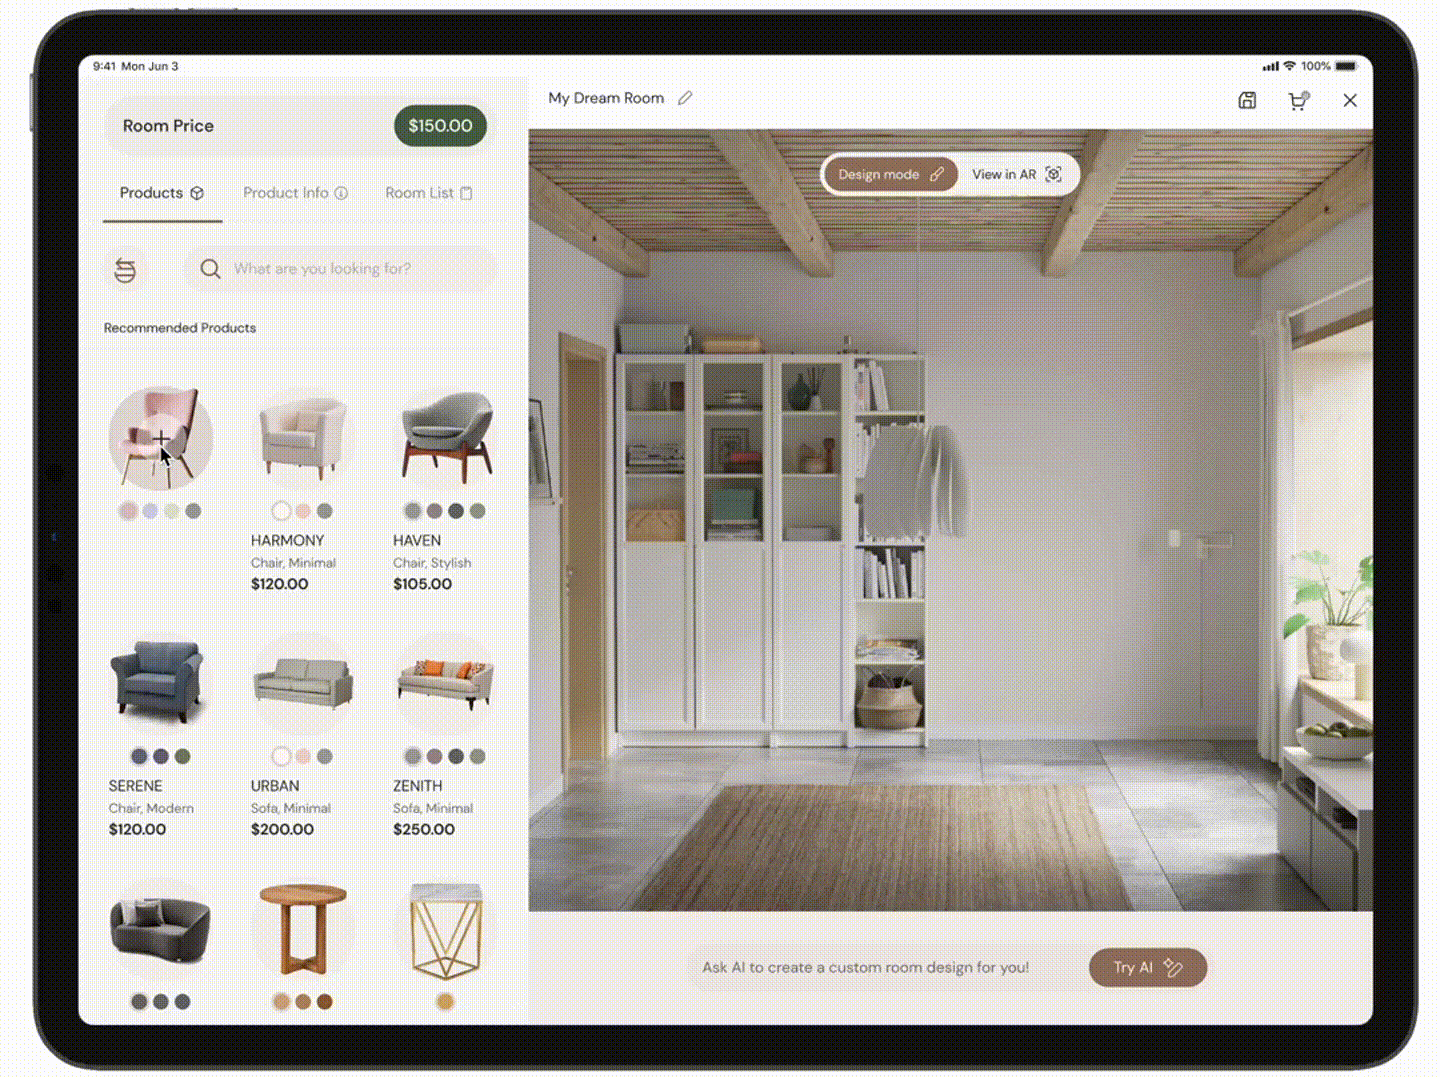 9:41 Mon Jun 3
100%
Room Price
$150.00
My Dream Room
Products
Product Info
Room List
Design mode
View in AR
What are you looking for?
Recommended Products
HARMONY
Chair, Minimal
$120.00
HAVEN
Chair, Stylish
$105.00
SERENE
Chair, Modern
$120.00
URBAN
Sofa, Minimal
$200.00
ZENITH
Sofa, Minimal
$250.00
Ask AI to create a custom room design for you!
Try AI